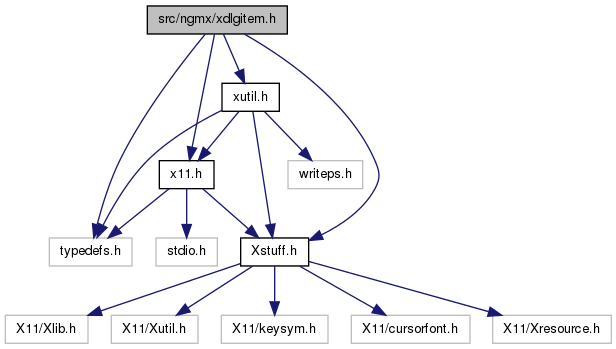 src/ngmx/xdlgitem.h
xutil.h
x11.h
writeps.h
typedefs.h
stdio.h
Xstuff.h
X11/Xlib.h
X11/Xutil.h
X11/keysym.h
X11/cursorfont.h
X11/Xresource.h